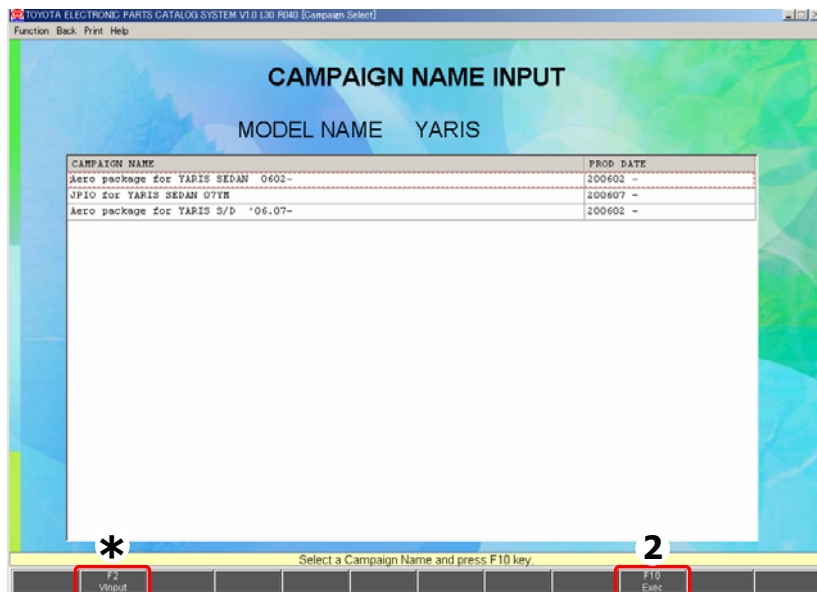 TOYOTA ELECTRONIC PARTS CATALOG SYSTEM V1.0 L30 R040 [Campaign Select]
Function Back Print Help
CAMPAIGN NAME INPUT
MODEL NAME YARIS
CAMPAIGN NAME PROD DATE
Aero package for YARIS SEDAN 0602- 200602 -
JPIO for YARIS SEDAN 07YM 200607 -
Aero package for YARIS S/D '06.07- 200602 -
* 2
Select a Campaign Name and press F10 key.
F2 F10
VInput Exec